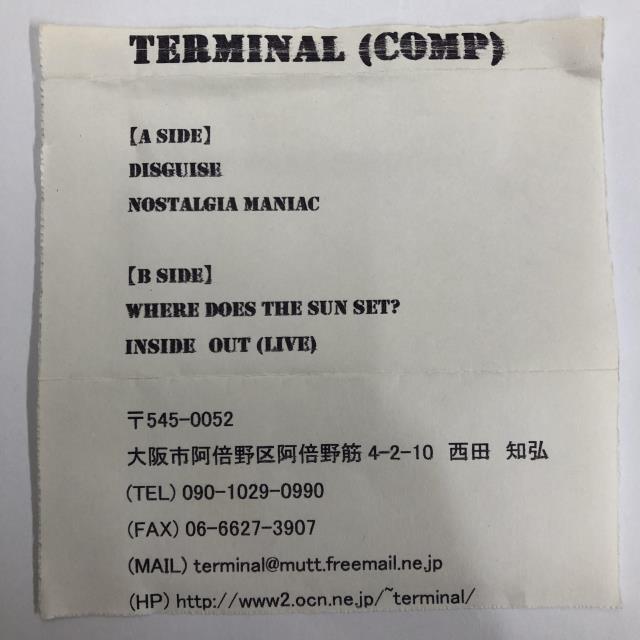 TERMINAL (COMP)
【A SIDE】
DISGUISE
NOSTALGIA MANIAC
【B SIDE】
WHERE DOES THE SUN SET?
INSIDE OUT (LIVE)
〒545-0052
大阪市阿倍野区阿倍野筋 4-2-10 西田 知弘
(TEL) 090-1029-0990
(FAX) 06-6627-3907
(MAIL) terminal@mutt.freemail.ne.jp
(HP) http://www2.ocn.ne.jp/~terminal/